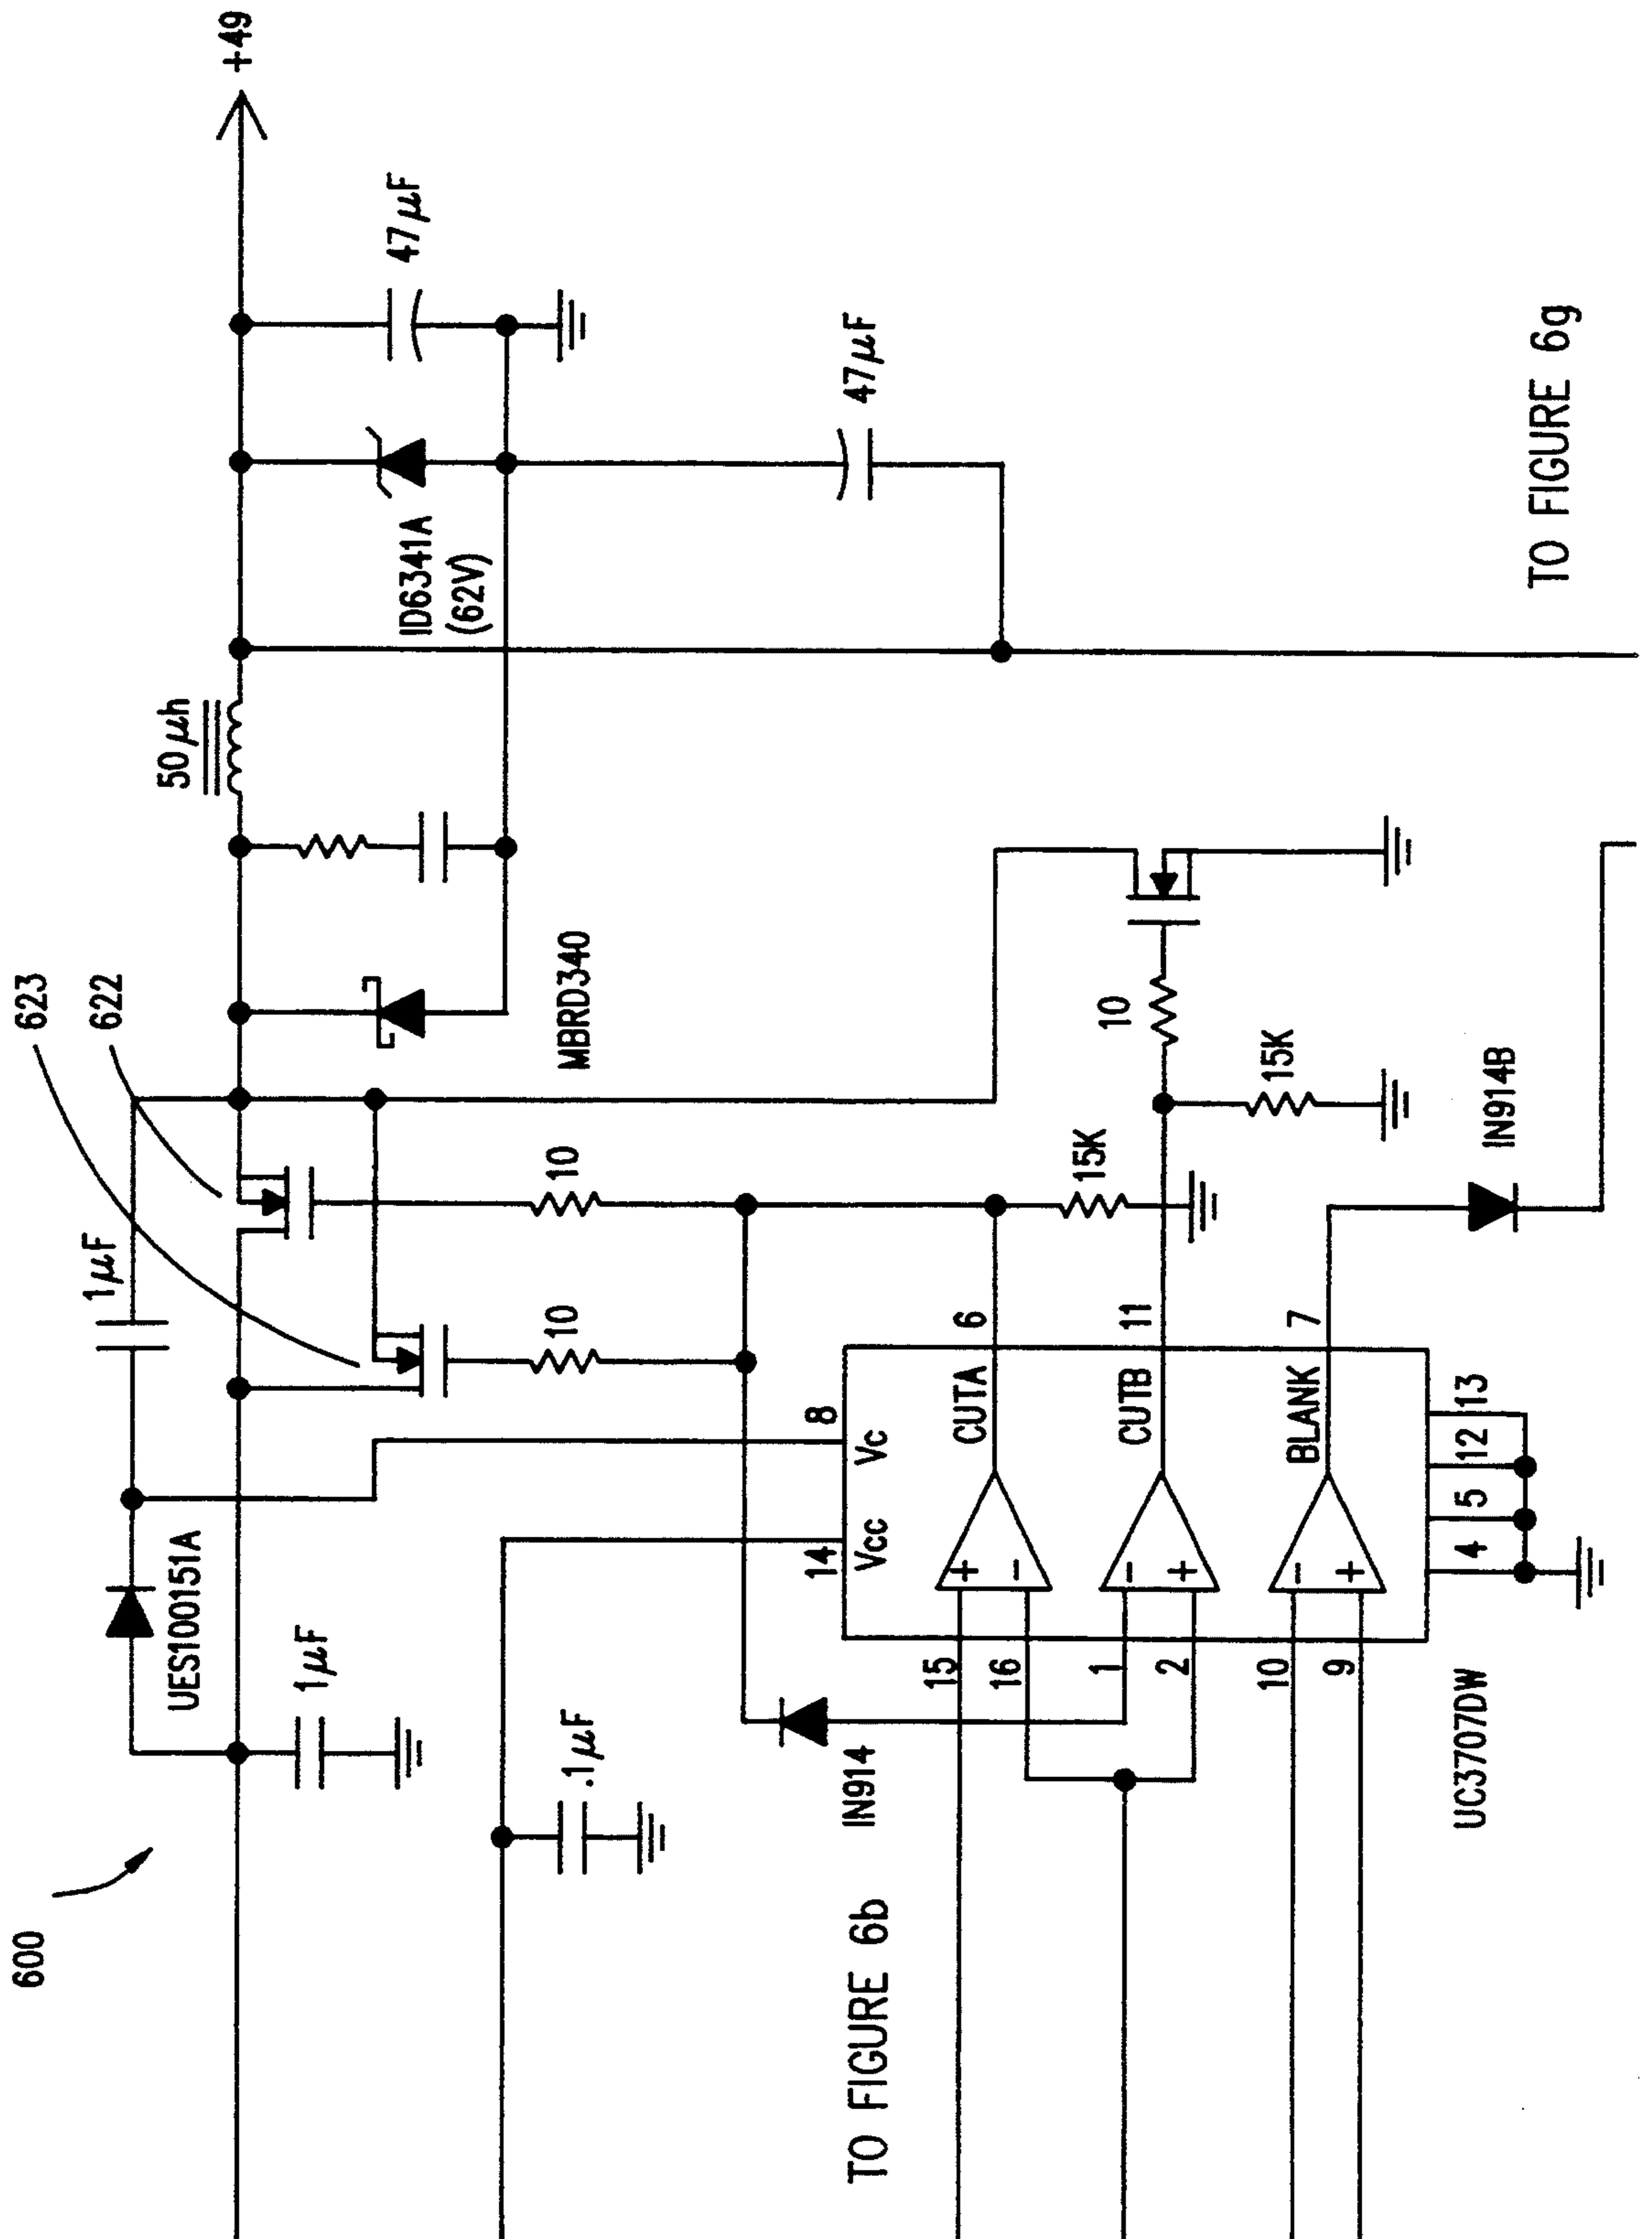 600
623
622
+49
50µh
1µF
UES100151A
1µF
47µF
ID6341A
(62V)
MBRD340
.1µF
10
10
47µF
IN914
8
14
Vcc
Vc
15K
10
15K
15
16
1
2
10
9
+
−
−
+
−
+
CUTA
CUTB
BLANK
6
11
7
4
5
12
13
IN914B
UC3707DW
TO FIGURE 6b
TO FIGURE 6g